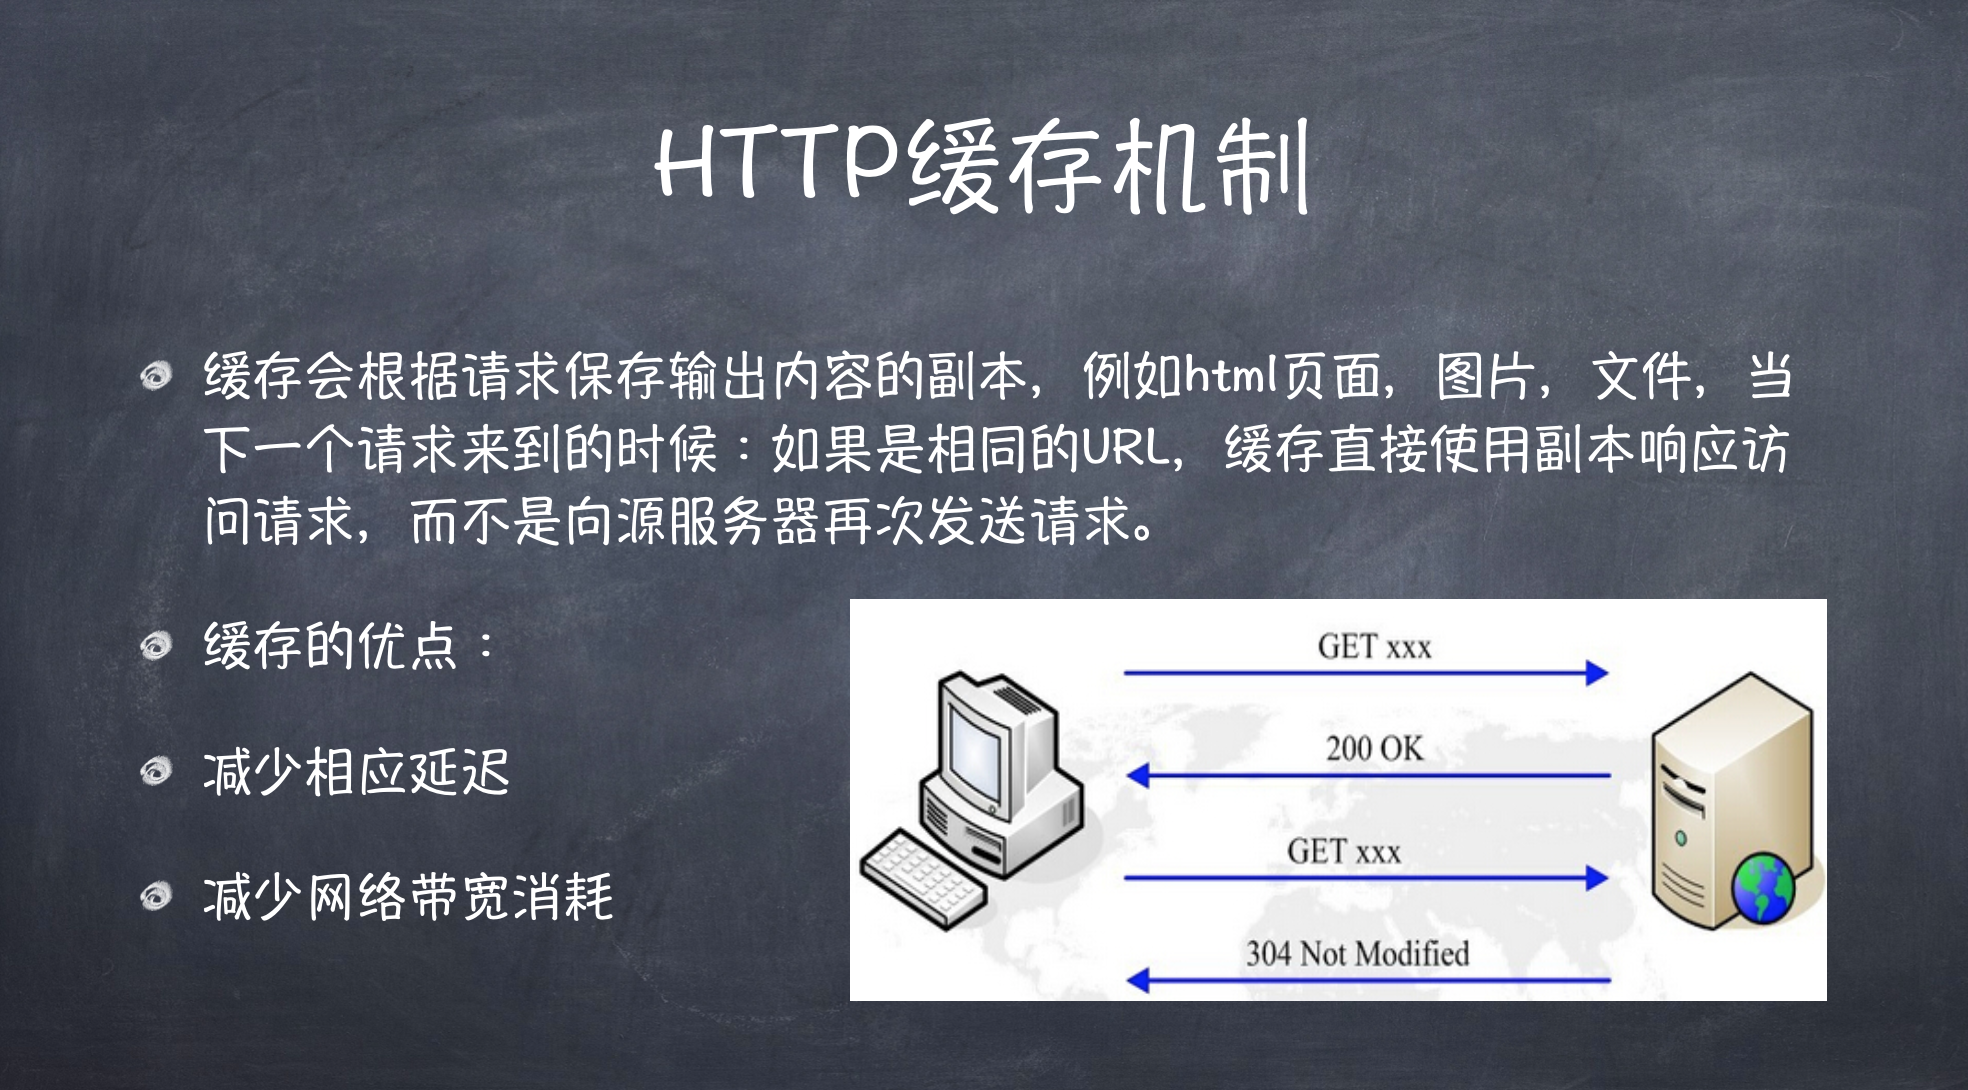 HTTP缓存机制
缓存会根据请求保存输出内容的副本，例如html页面，图片，文件，当
下一个请求来到的时候：如果是相同的URL，缓存直接使用副本响应访
问请求，而不是向源服务器再次发送请求。
缓存的优点：
减少相应延迟
减少网络带宽消耗
GET xxx
200 OK
GET xxx
304 Not Modified